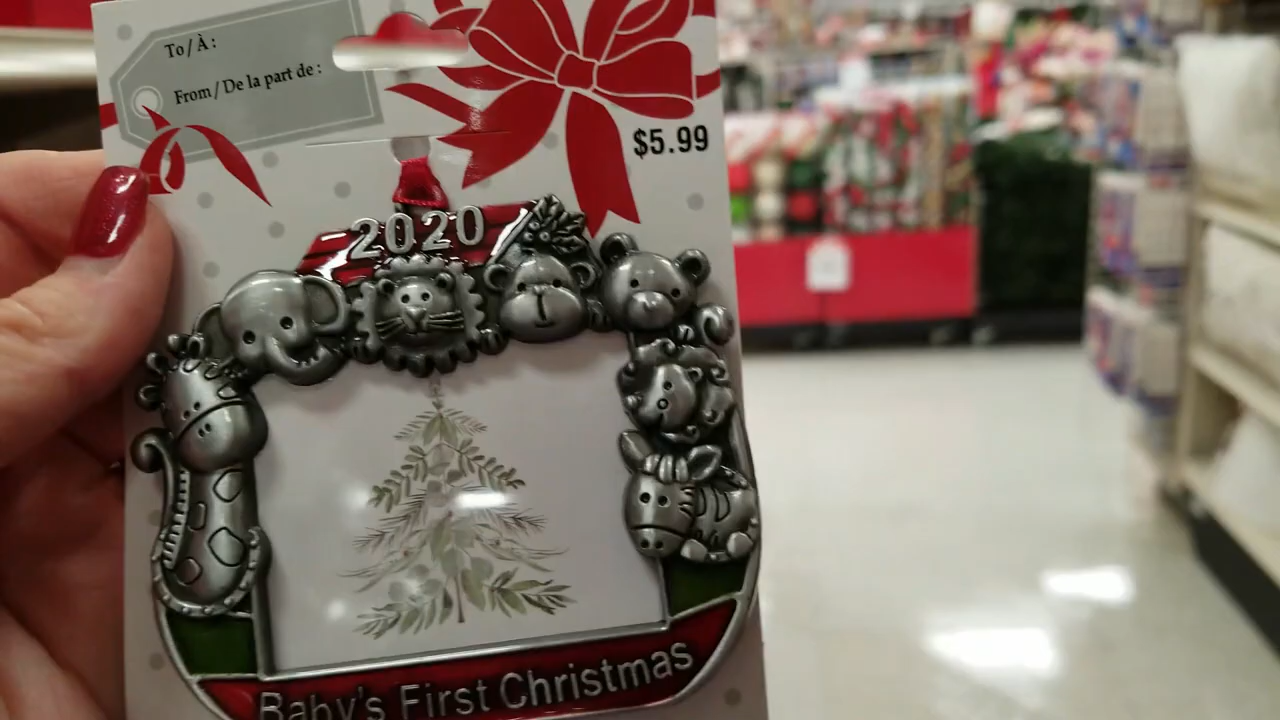 To / À :
From / De la part de :
$5.99
2020
Baby's First Christmas